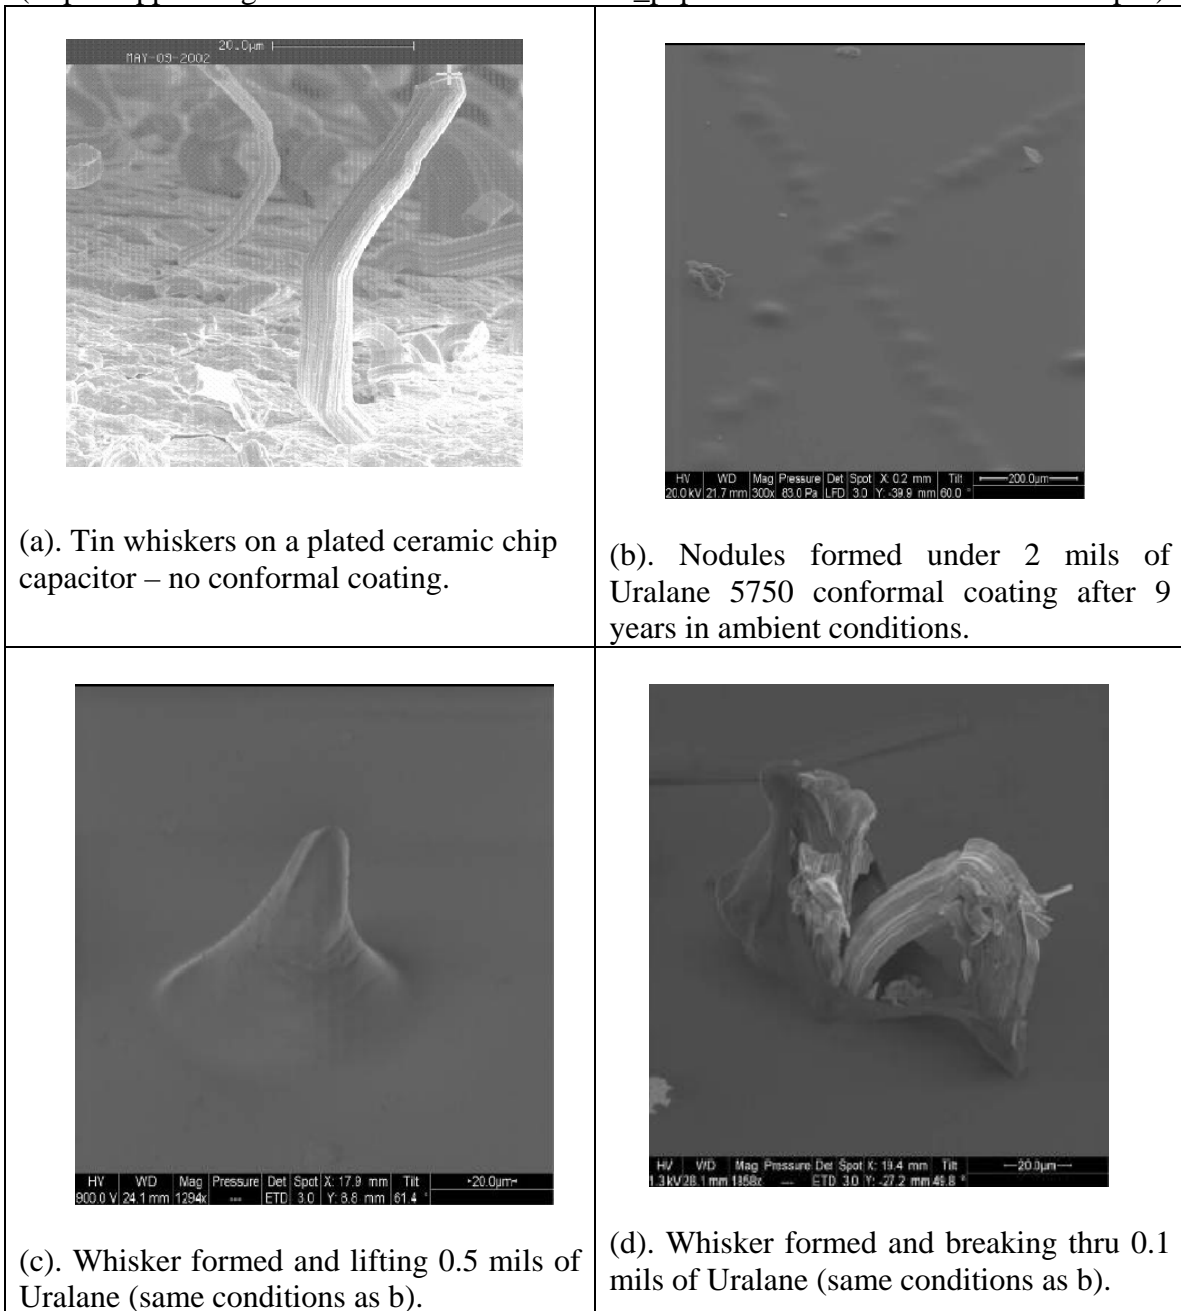 20.0µm
MAY-09-2002
HV WD Mag Pressure Det Spot X: 0.2 mm Tilt 200.0µm
20.0 kV 21.7 mm 300x 83.0 Pa LFD 3.0 Y: -39.9 mm 60.0 °
(a). Tin whiskers on a plated ceramic chip
capacitor – no conformal coating.
(b). Nodules formed under 2 mils of
Uralane 5750 conformal coating after 9
years in ambient conditions.
HV WD Mag Pressure Det Spot X: 17.9 mm Tilt 20.0µm
900.0 V 24.1 mm 1294x --- ETD 3.0 Y: 8.8 mm 61.4 °
HV WD Mag Pressure Det Spot X: 19.4 mm Tilt 20.0µm
1.3 kV 28.1 mm 1858x --- ETD 3.0 Y: -27.2 mm 49.8 °
(c). Whisker formed and lifting 0.5 mils of
Uralane (same conditions as b).
(d). Whisker formed and breaking thru 0.1
mils of Uralane (same conditions as b).